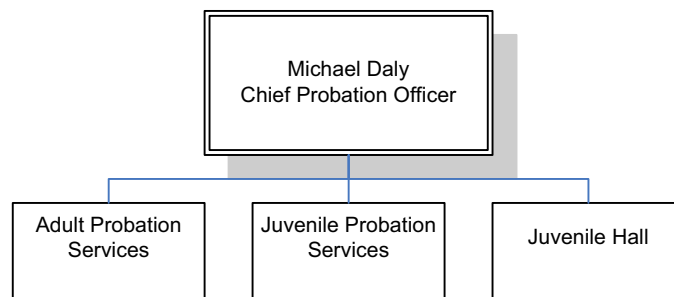 Michael Daly
Chief Probation Officer
Adult Probation
Services
Juvenile Probation
Services
Juvenile Hall